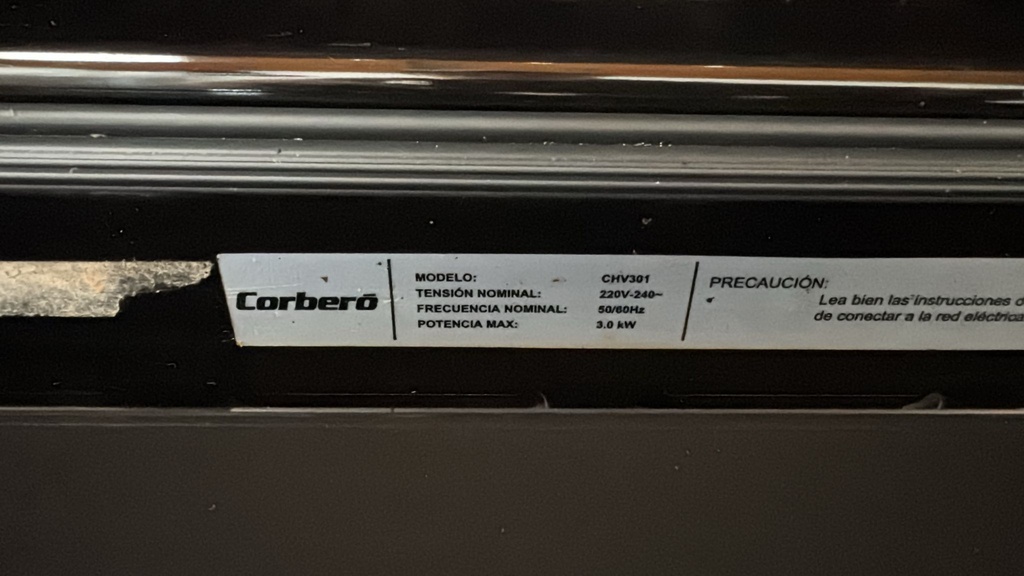 Corberó
MODELO: CHV301
TENSIÓN NOMINAL: 220V-240~
FRECUENCIA NOMINAL: 50/60Hz
POTENCIA MAX: 3.0 kW
PRECAUCIÓN:
Lea bien las instrucciones
de conectar a la red eléctrica